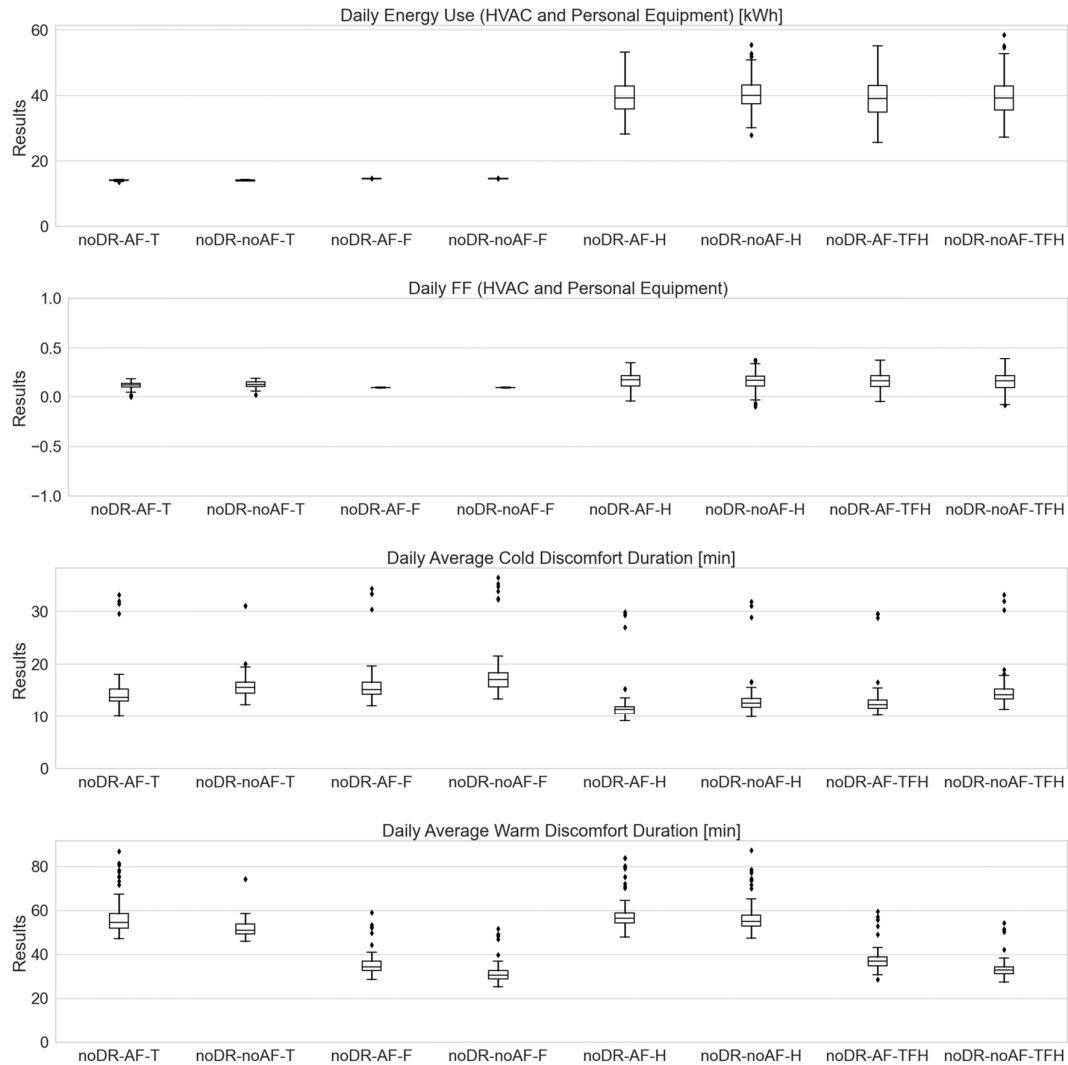 Daily Energy Use (HVAC and Personal Equipment) [kWh]
60
40
20
0
Results
noDR-AF-T noDR-noAF-T noDR-AF-F noDR-noAF-F noDR-AF-H noDR-noAF-H noDR-AF-TFH noDR-noAF-TFH
Daily FF (HVAC and Personal Equipment)
1.0
0.5
0.0
−0.5
−1.0
Results
noDR-AF-T noDR-noAF-T noDR-AF-F noDR-noAF-F noDR-AF-H noDR-noAF-H noDR-AF-TFH noDR-noAF-TFH
Daily Average Cold Discomfort Duration [min]
30
20
10
0
Results
noDR-AF-T noDR-noAF-T noDR-AF-F noDR-noAF-F noDR-AF-H noDR-noAF-H noDR-AF-TFH noDR-noAF-TFH
Daily Average Warm Discomfort Duration [min]
80
60
40
20
0
Results
noDR-AF-T noDR-noAF-T noDR-AF-F noDR-noAF-F noDR-AF-H noDR-noAF-H noDR-AF-TFH noDR-noAF-TFH